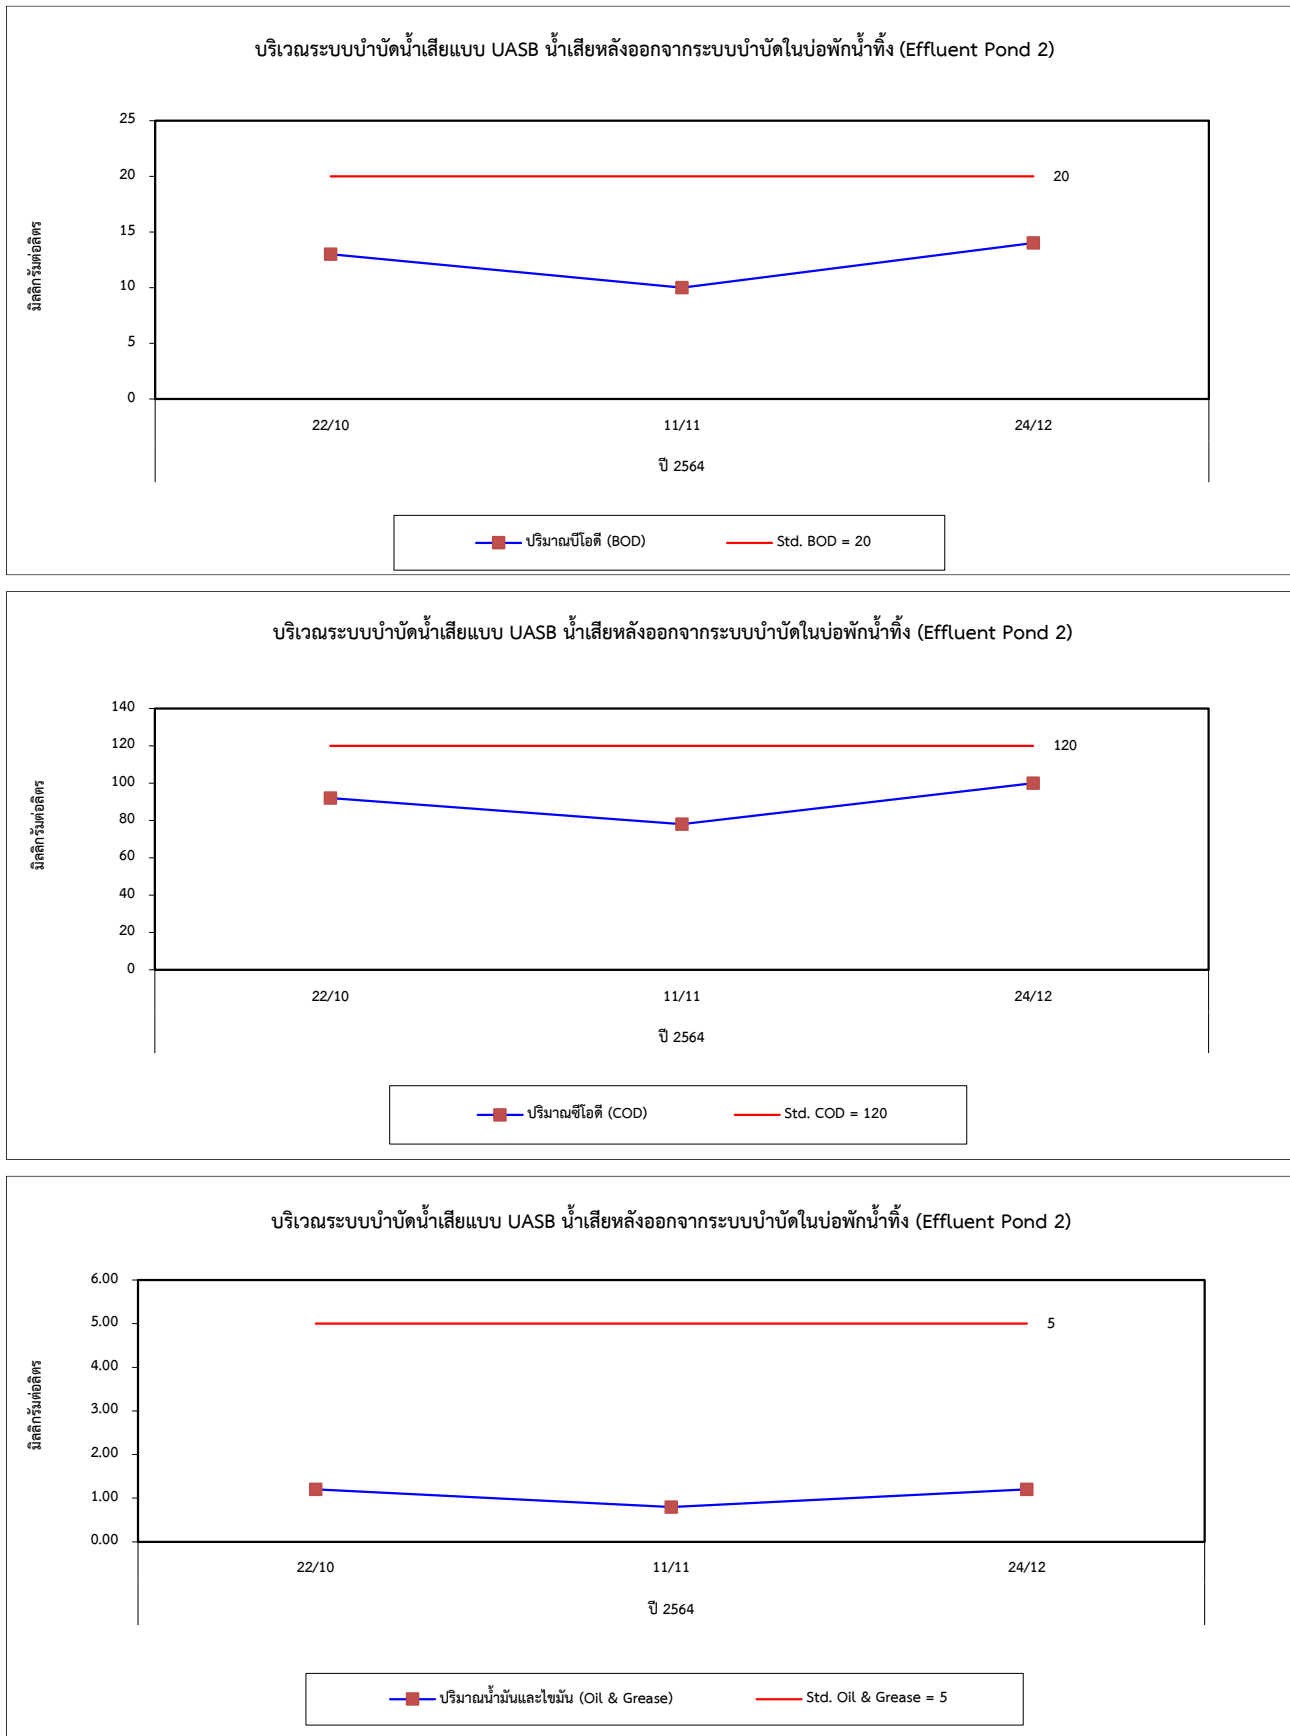 บริเวณระบบบำบัดน้ำเสียแบบ UASB น้ำเสียหลังออกจากระบบบำบัดในบ่อพักน้ำทิ้ง (Effluent Pond 2)
25
20
20
15
มิลลิกรัมต่อลิตร
10
5
0
22/10 11/11 24/12
ปี 2564
ปริมาณบีโอดี (BOD) Std. BOD = 20
บริเวณระบบบำบัดน้ำเสียแบบ UASB น้ำเสียหลังออกจากระบบบำบัดในบ่อพักน้ำทิ้ง (Effluent Pond 2)
140
120
120
100
มิลลิกรัมต่อลิตร
80
60
40
20
0
22/10 11/11 24/12
ปี 2564
ปริมาณซีโอดี (COD) Std. COD = 120
บริเวณระบบบำบัดน้ำเสียแบบ UASB น้ำเสียหลังออกจากระบบบำบัดในบ่อพักน้ำทิ้ง (Effluent Pond 2)
6.00
5.00
5
4.00
มิลลิกรัมต่อลิตร
3.00
2.00
1.00
0.00
22/10 11/11 24/12
ปี 2564
ปริมาณน้ำมันและไขมัน (Oil & Grease) Std. Oil & Grease = 5